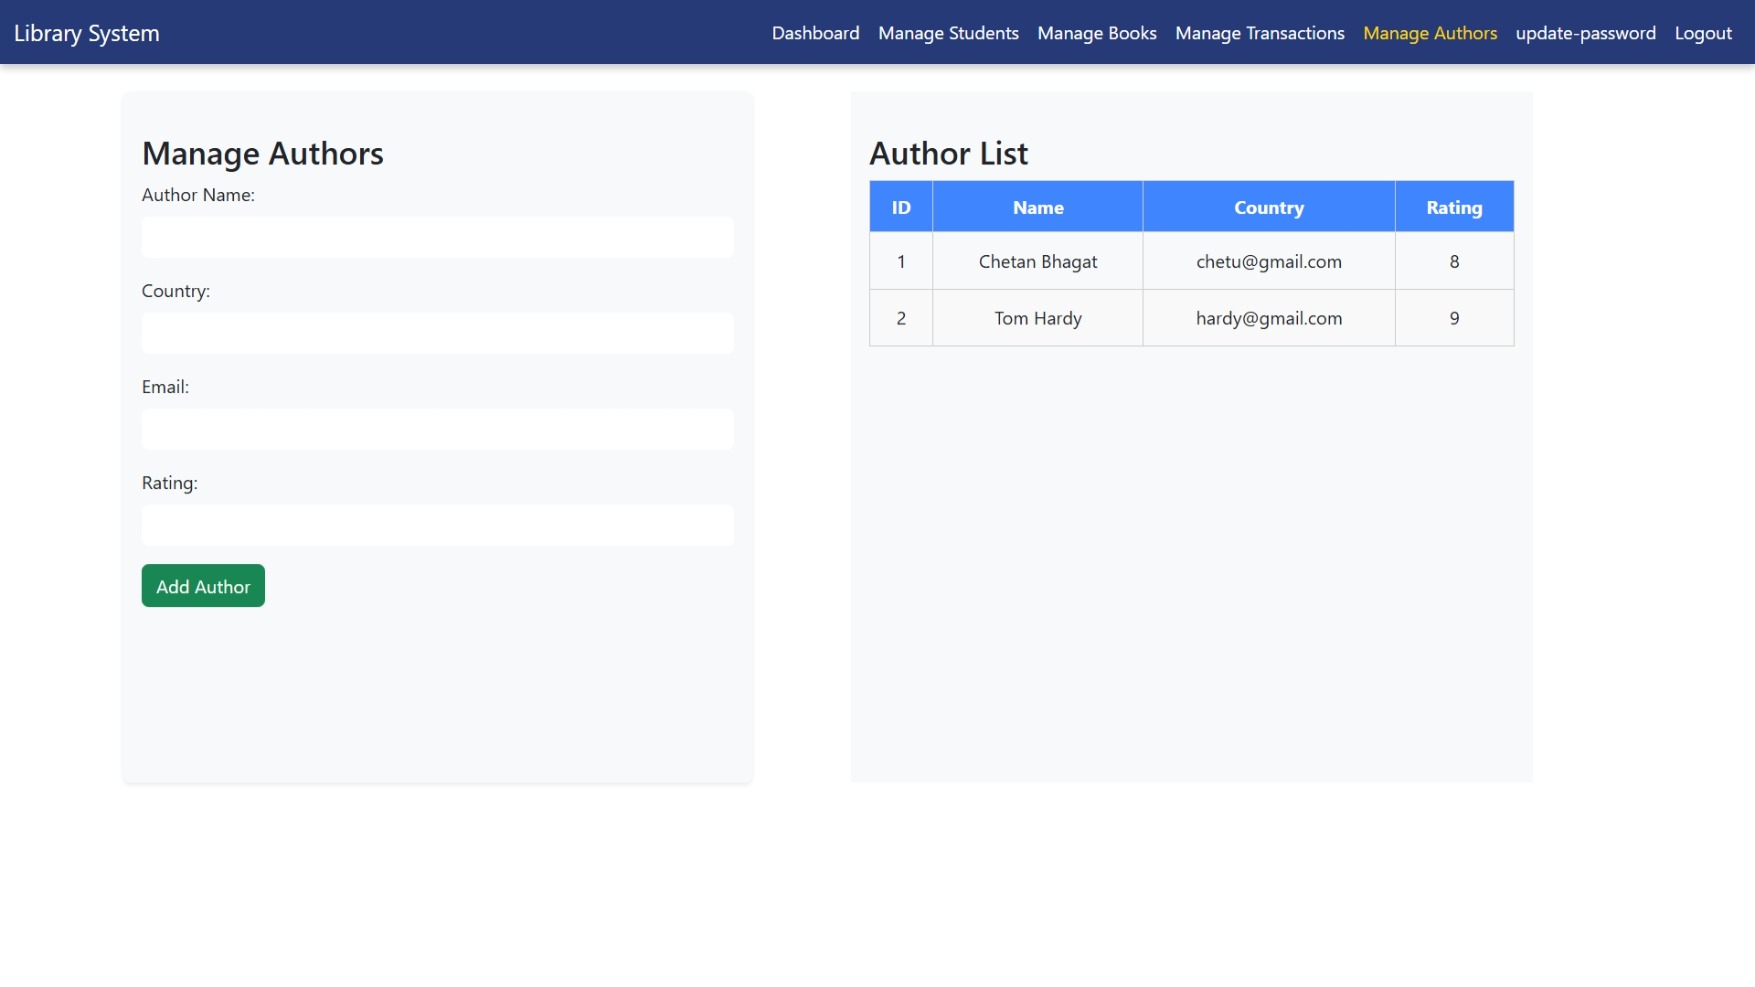 Library System
Dashboard Manage Students Manage Books Manage Transactions Manage Authors update-password Logout
Manage Authors
Author Name:
Country:
Email:
Rating:
Add Author
Author List
ID Name Country Rating
1 Chetan Bhagat chetu@gmail.com 8
2 Tom Hardy hardy@gmail.com 9